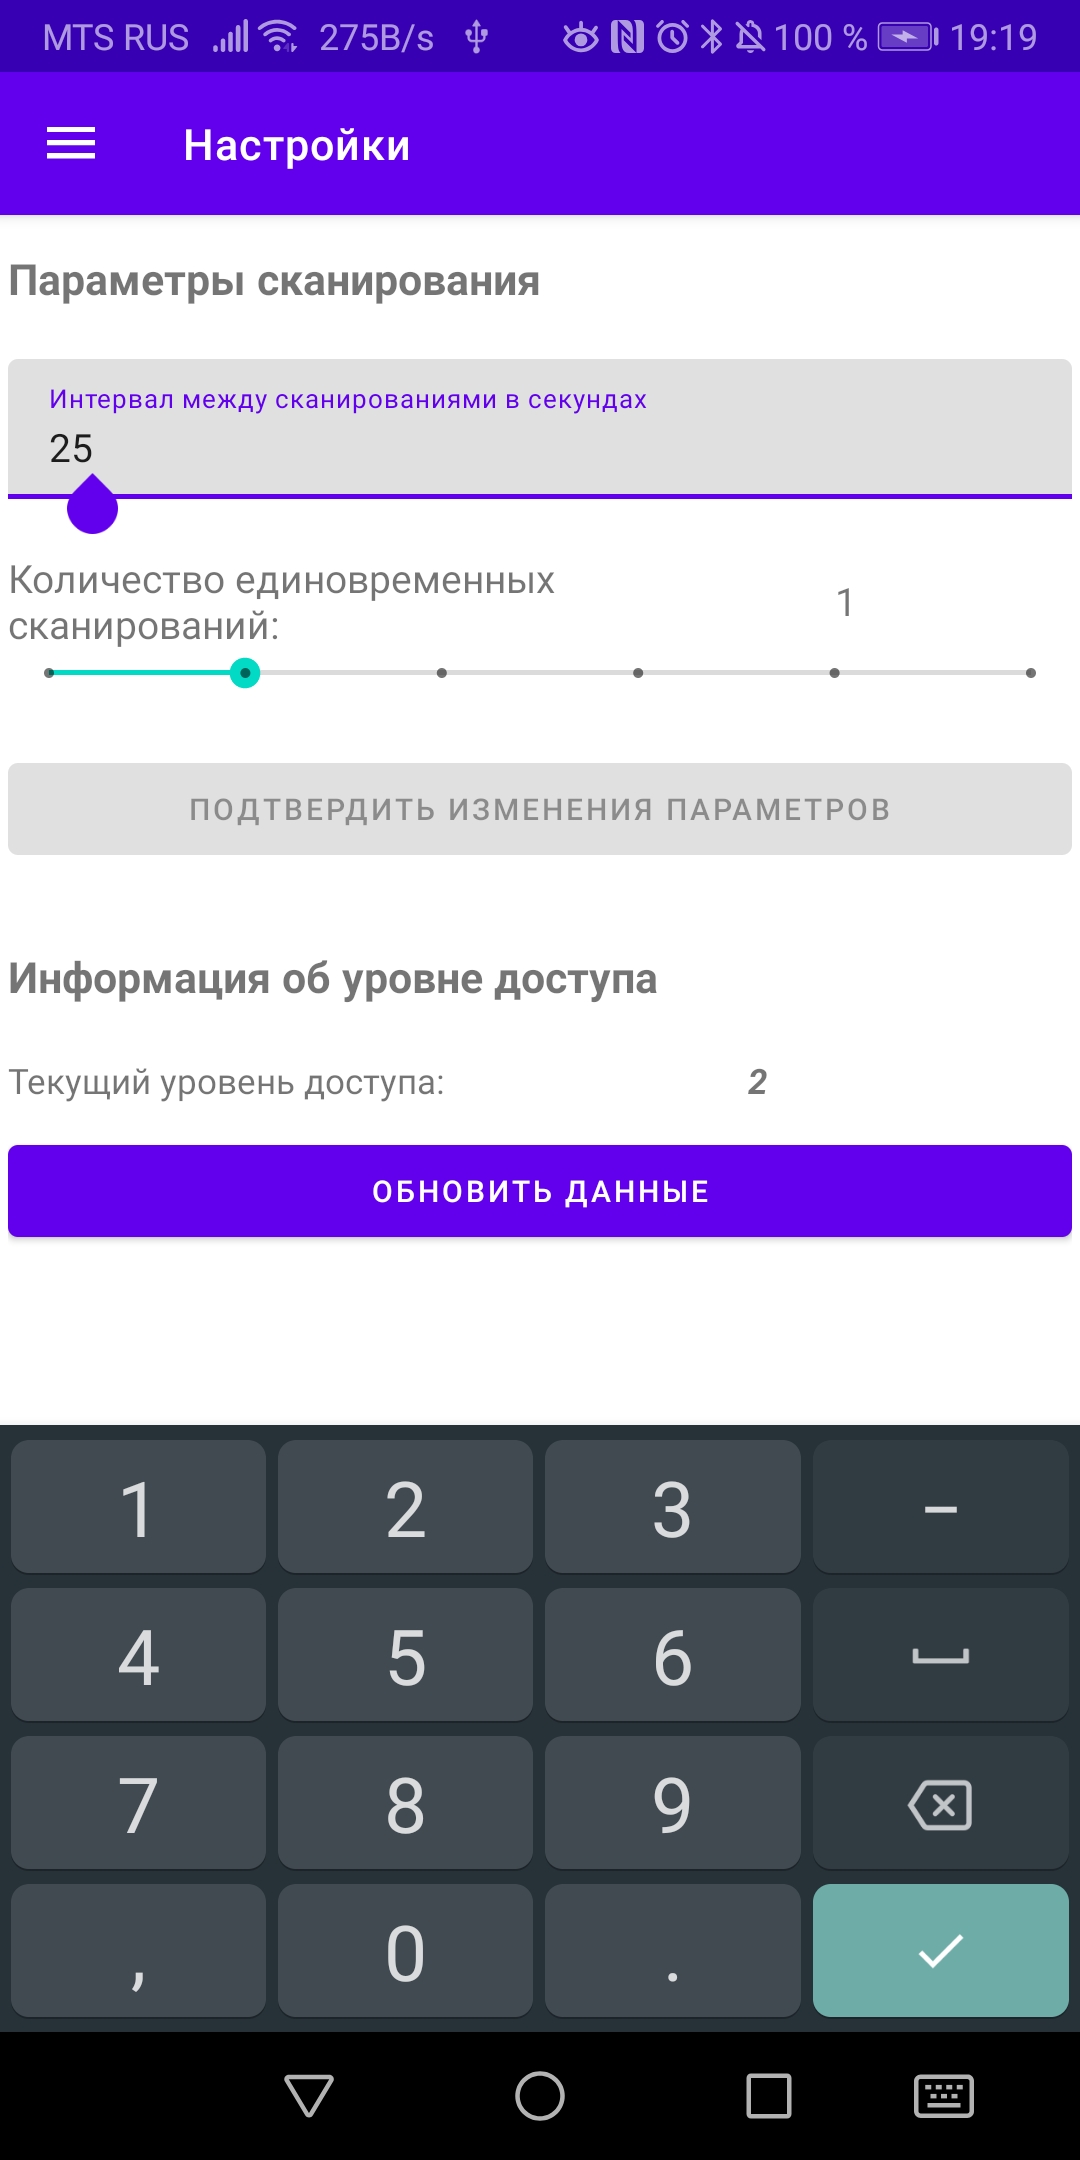 MTS RUS 275B/s 100 % 19:19
Настройки
Параметры сканирования
Интервал между сканированиями в секундах
25
Количество единовременных
сканирований:
1
ПОДТВЕРДИТЬ ИЗМЕНЕНИЯ ПАРАМЕТРОВ
Информация об уровне доступа
Текущий уровень доступа: 2
ОБНОВИТЬ ДАННЫЕ
1 2 3 –
4 5 6
7 8 9
, 0 .